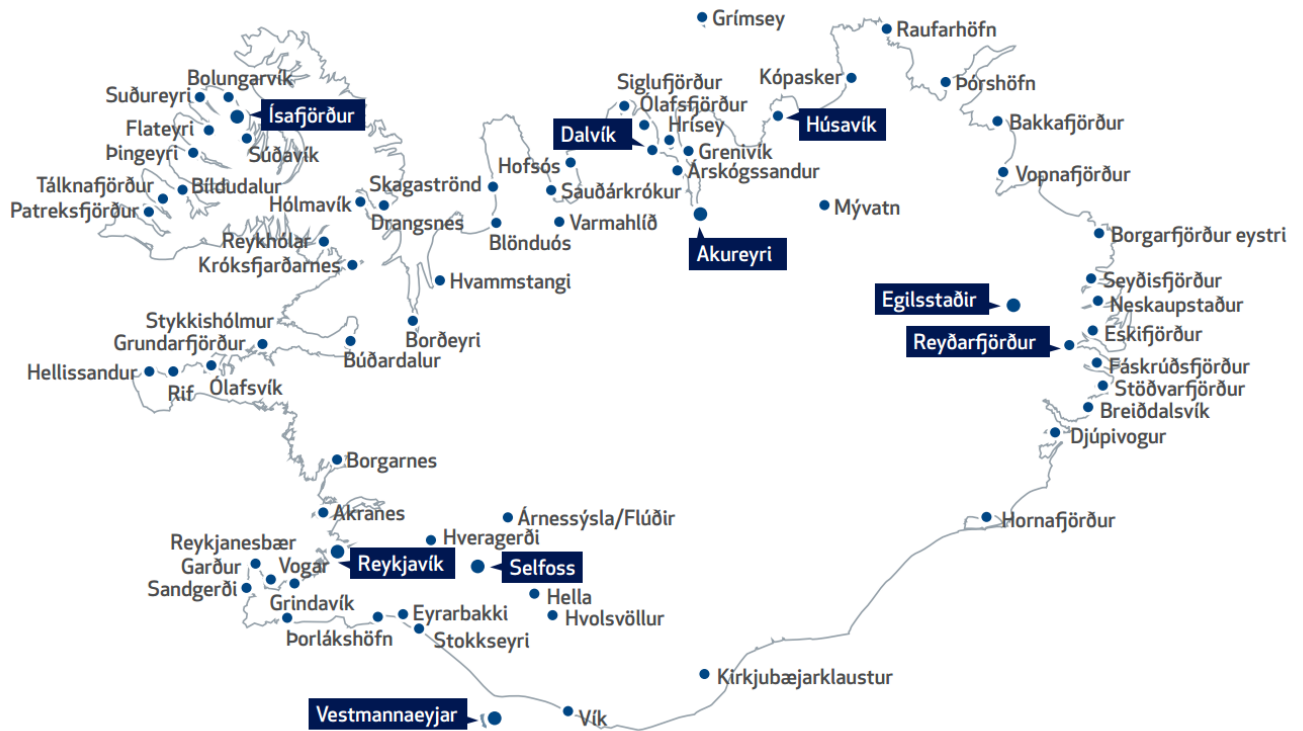 Grímsey
Raufarhöfn
Bolungarvík
Siglufjörður
Kópasker
Þórshöfn
Suðureyri
Ísafjörður
Ólafsfjörður
Húsavík
Bakkafjörður
Flateyri
Dalvík
Hrísey
Þingeyri
Súðavík
Grenivík
Hofsós
Árskógssandur
Vopnafjörður
Tálknafjörður
Bíldudalur
Skagaströnd
Sauðárkrókur
Patreksfjörður
Hólmavík
Mývatn
Drangsnes
Varmahlíð
Borgarfjörður eystri
Reykhólar
Blönduós
Akureyri
Króksfjarðarnes
Hvammstangi
Seyðisfjörður
Egilsstaðir
Neskaupstaður
Stykkishólmur
Grundarfjörður
Borðeyri
Eskifjörður
Reyðarfjörður
Búðardalur
Hellissandur
Fáskrúðsfjörður
Rif
Ólafsvík
Stöðvarfjörður
Breiðdalsvík
Djúpivogur
Borgarnes
Akranes
Árnessýsla/Flúðir
Hornafjörður
Hveragerði
Reykjanesbær
Garður
Vogar
Reykjavík
Selfoss
Sandgerði
Hella
Grindavík
Eyrarbakki
Hvolsvöllur
Þorlákshöfn
Stokkseyri
Kirkjubæjarklaustur
Vestmannaeyjar
Vík